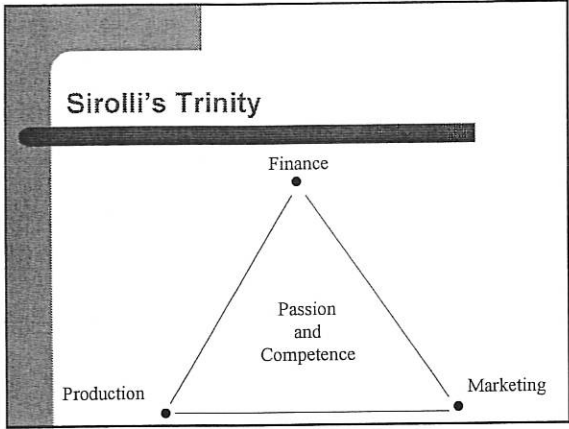 Sirolli's Trinity
Finance
Passion
and
Competence
Production
Marketing